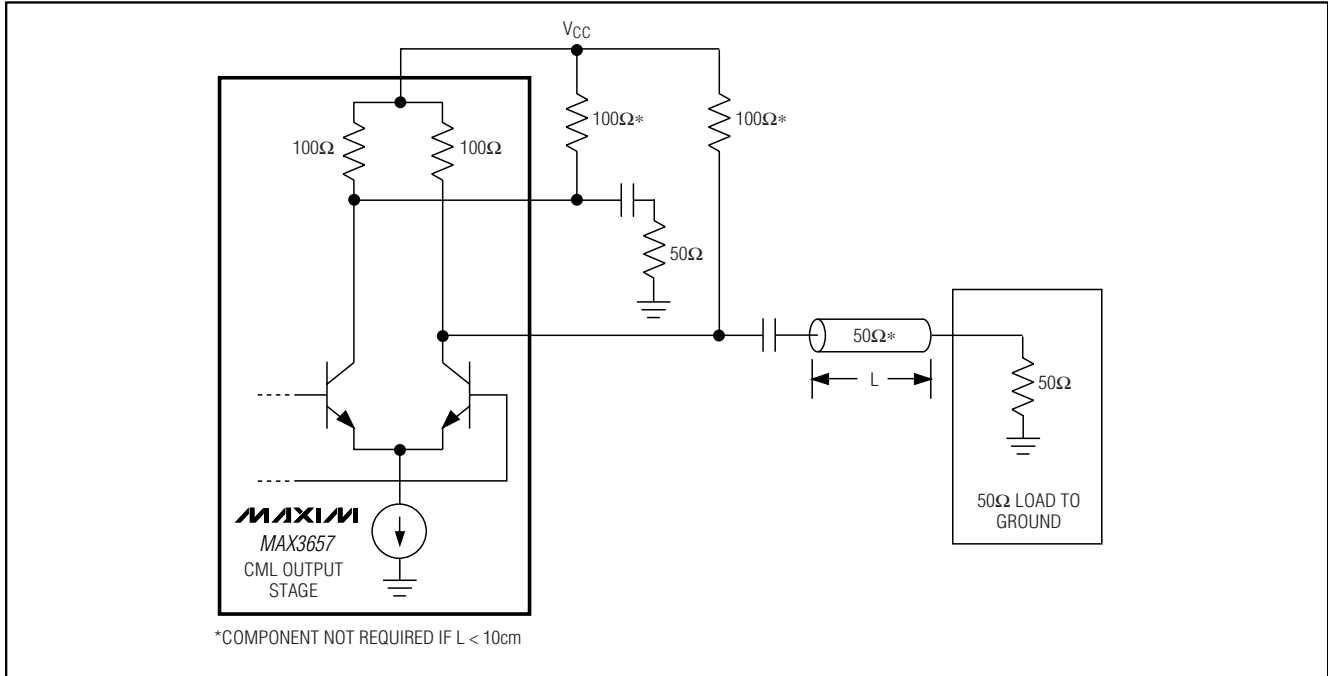 VCC
100Ω
100Ω
100Ω*
100Ω*
50Ω
50Ω*
L
50Ω
50Ω LOAD TO
GROUND
MAXIM
MAX3657
CML OUTPUT
STAGE
*COMPONENT NOT REQUIRED IF L < 10cm